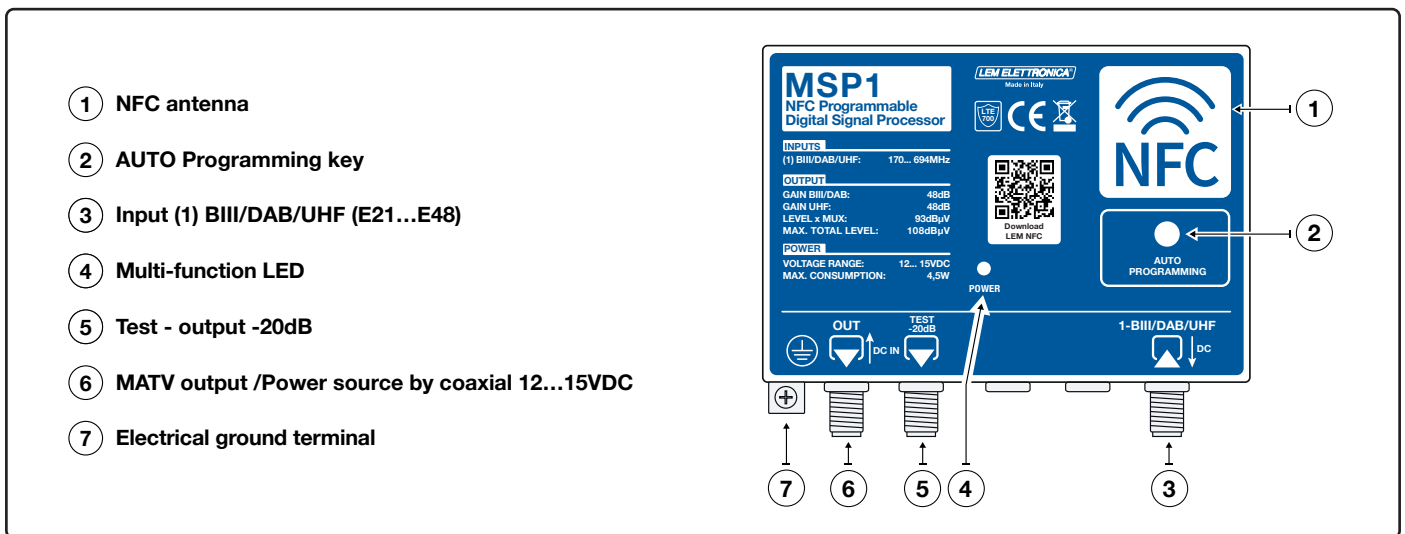 1 NFC antenna
2 AUTO Programming key
3 Input (1) BIII/DAB/UHF (E21...E48)
4 Multi-function LED
5 Test - output -20dB
6 MATV output /Power source by coaxial 12...15VDC
7 Electrical ground terminal
MSP1
NFC Programmable
Digital Signal Processor
INPUTS
(1) BIII/DAB/UHF: 170... 694MHz
OUTPUT
GAIN BIII/DAB: 48dB
GAIN UHF: 48dB
LEVEL x MUX: 93dBµV
MAX. TOTAL LEVEL: 108dBµV
POWER
VOLTAGE RANGE: 12... 15VDC
MAX. CONSUMPTION: 4,5W
LEM ELETTRONICA®
Made in Italy
LTE
700
CE
Download
LEM NFC
POWER
NFC
AUTO
PROGRAMMING
OUT
DC IN
TEST
-20dB
1-BIII/DAB/UHF
DC
1
2
7
6
5
4
3